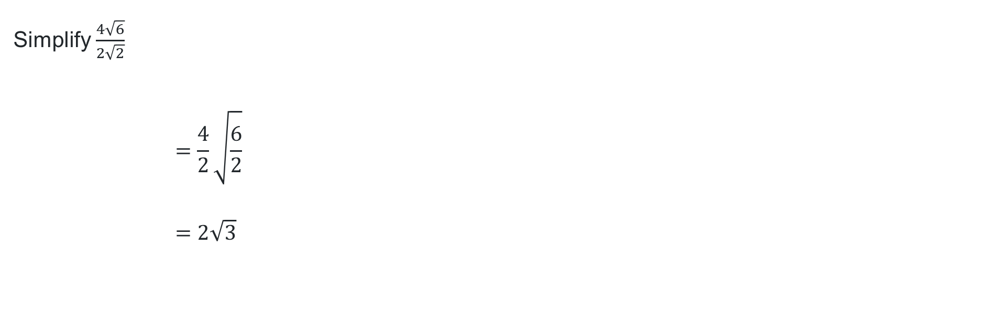 Simplify 4√6/2√2
= 4/2 √(6/2)
= 2√3